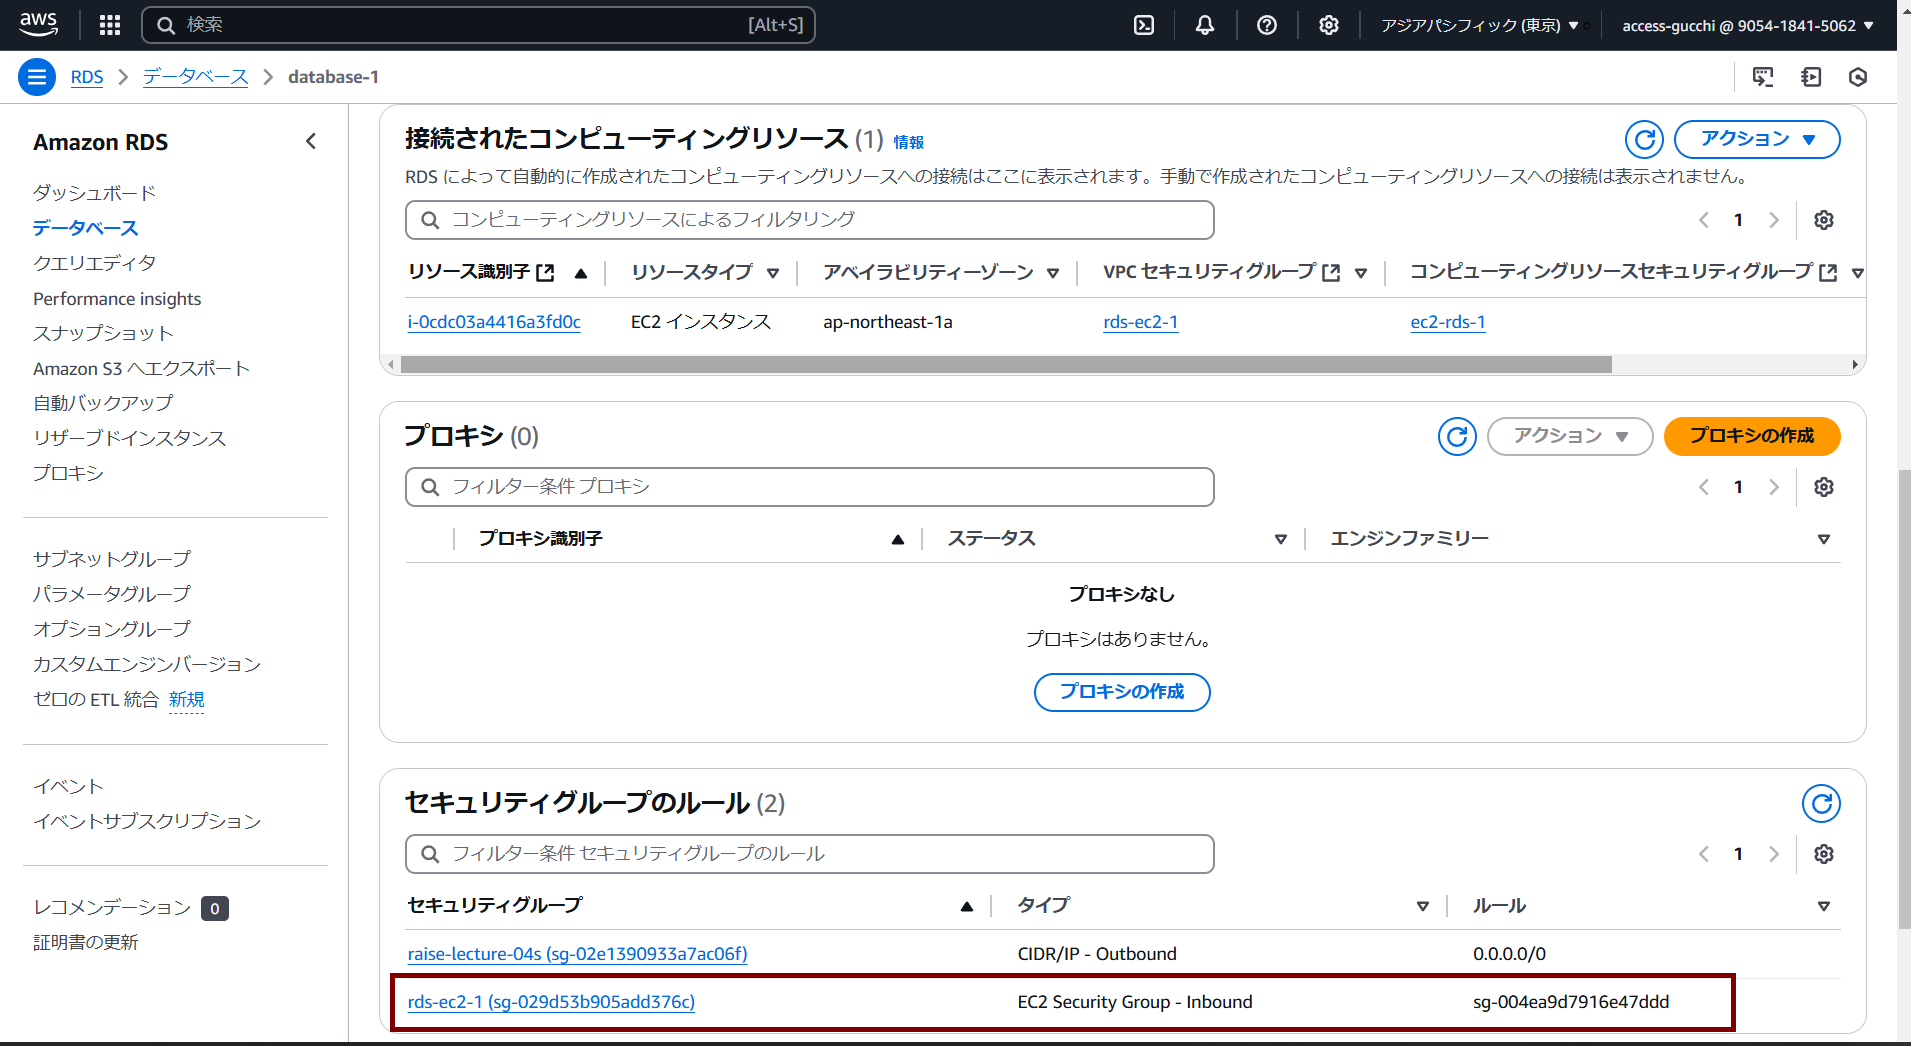 aws
検索 [Alt+S]
アジアパシフィック (東京) ▼
access-gucchi @ 9054-1841-5062 ▼
RDS > データベース > database-1
Amazon RDS
ダッシュボード
データベース
クエリエディタ
Performance insights
スナップショット
Amazon S3 へエクスポート
自動バックアップ
リザーブドインスタンス
プロキシ
サブネットグループ
パラメータグループ
オプショングループ
カスタムエンジンバージョン
ゼロの ETL 統合 新規
イベント
イベントサブスクリプション
レコメンデーション 0
証明書の更新
接続されたコンピューティングリソース (1) 情報
アクション ▼
RDS によって自動的に作成されたコンピューティングリソースへの接続はここに表示されます。手動で作成されたコンピューティングリソースへの接続は表示されません。
コンピューティングリソースによるフィルタリング
1
リソース識別子 リソースタイプ アベイラビリティーゾーン VPC セキュリティグループ コンピューティングリソースセキュリティグループ
i-0cdc03a4416a3fd0c EC2 インスタンス ap-northeast-1a rds-ec2-1 ec2-rds-1
プロキシ (0)
アクション ▼ プロキシの作成
フィルター条件 プロキシ
1
プロキシ識別子 ステータス エンジンファミリー
プロキシなし
プロキシはありません。
プロキシの作成
セキュリティグループのルール (2)
フィルター条件 セキュリティグループのルール
1
セキュリティグループ タイプ ルール
raise-lecture-04s (sg-02e1390933a7ac06f) CIDR/IP - Outbound 0.0.0.0/0
rds-ec2-1 (sg-029d53b905add376c) EC2 Security Group - Inbound sg-004ea9d7916e47ddd